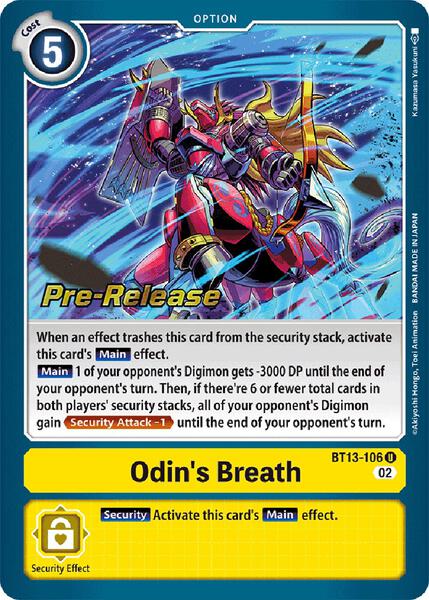 OPTION
Cost
5
Kazumasa Yasukuni
Pre-Release
When an effect trashes this card from the security stack, activate
this card's Main effect.
Main 1 of your opponent's Digimon gets -3000 DP until the end of
your opponent's turn. Then, if there're 6 or fewer total cards in
both players' security stacks, all of your opponent's Digimon
gain Security Attack -1 until the end of your opponent's turn.
©Akiyoshi Hongo, Toei Animation BANDAI MADE IN JAPAN
BT13-106 U
Odin's Breath
02
Security Activate this card's Main effect.
Security Effect